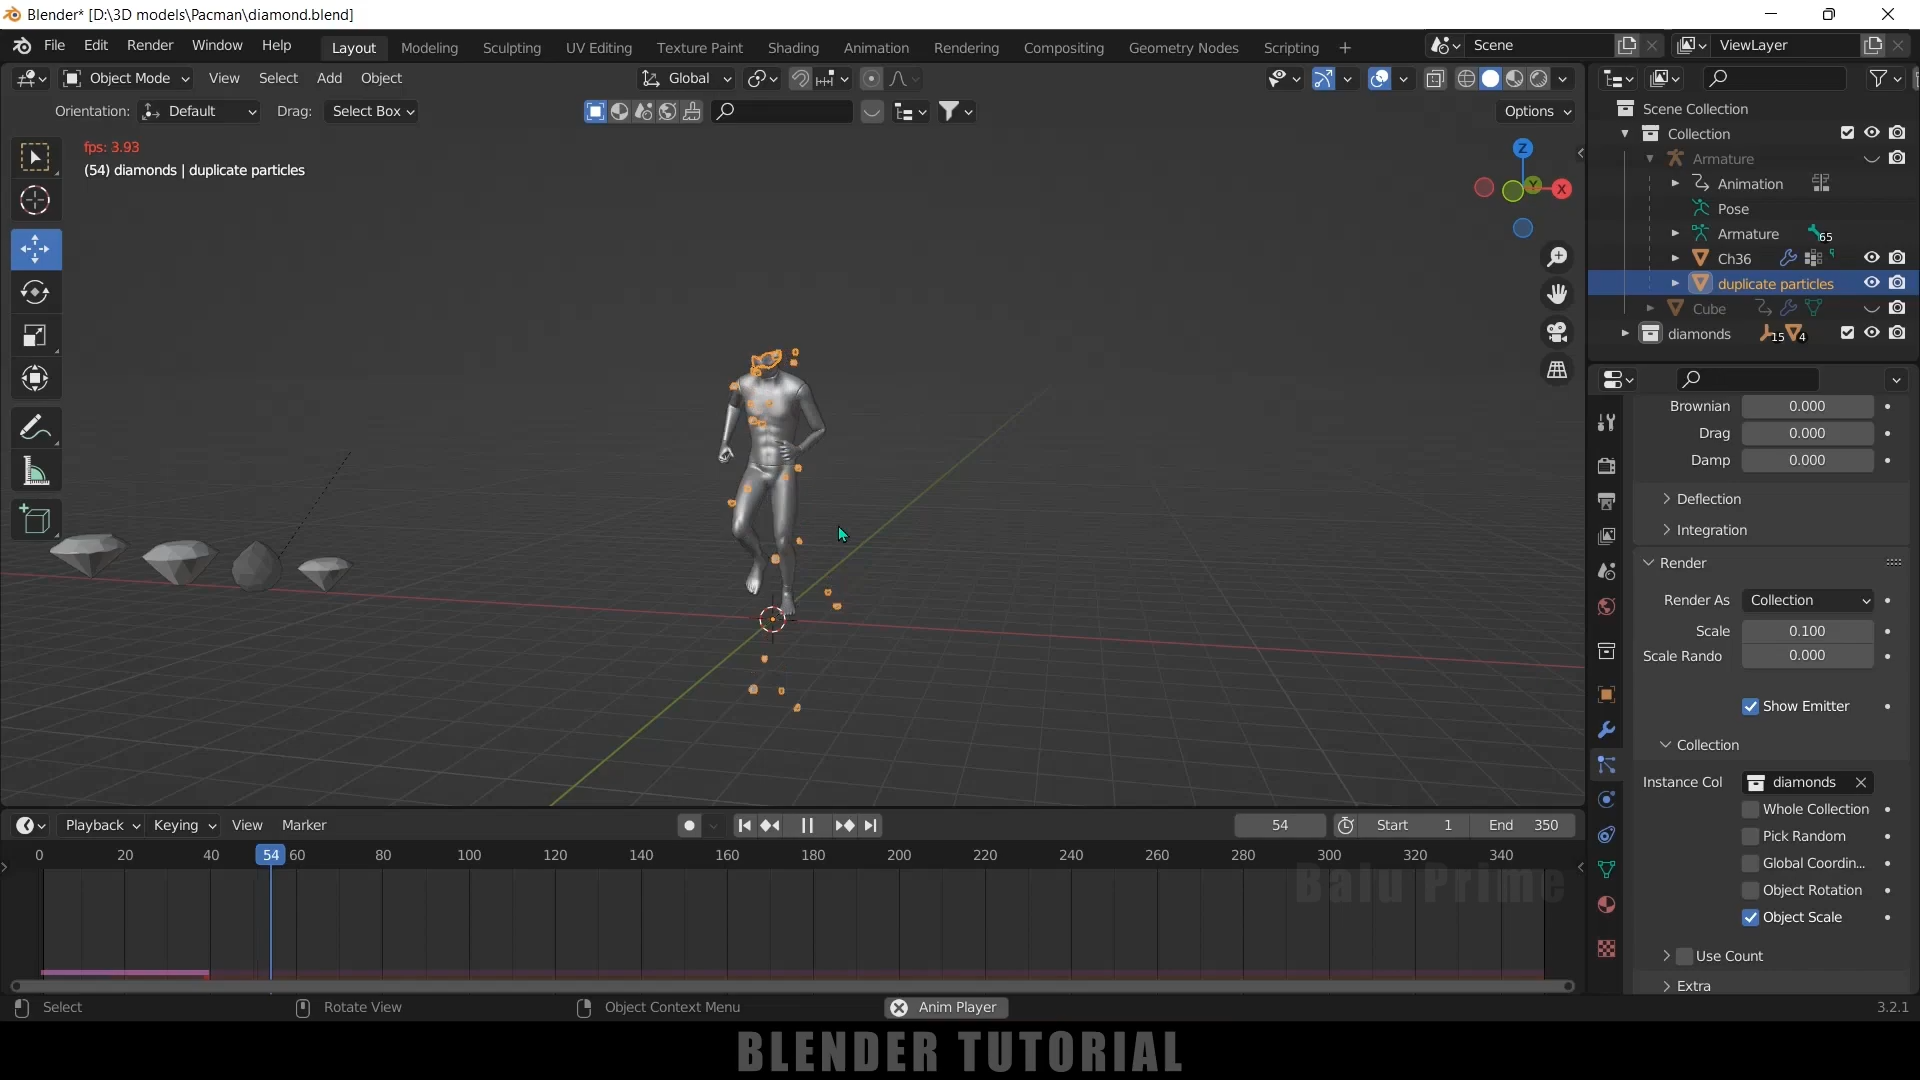 Blender* [D:\3D models\Pacman\diamond.blend]
File Edit Render Window Help Layout Modeling Sculpting UV Editing Texture Paint Shading Animation Rendering Compositing Geometry Nodes Scripting + Scene ViewLayer
Object Mode View Select Add Object Global
Orientation: Default Drag: Select Box Options
Scene Collection
Collection
Armature
Animation
Pose
Armature 65
Ch36
duplicate particles
Cube
diamonds 15 4
fps: 3.93
(54) diamonds | duplicate particles
Z
Y
X
Brownian 0.000
Drag 0.000
Damp 0.000
Deflection
Integration
Render
Render As Collection
Scale 0.100
Scale Rando 0.000
Show Emitter
Collection
Instance Col diamonds
Whole Collection
Pick Random
Global Coordin...
Object Rotation
Object Scale
Use Count
Extra
Playback Keying View Marker 54 Start 1 End 350
0 20 40 54 60 80 100 120 140 160 180 200 220 240 260 280 300 320 340
Balu Prime
Select Rotate View Object Context Menu Anim Player 3.2.1
BLENDER TUTORIAL